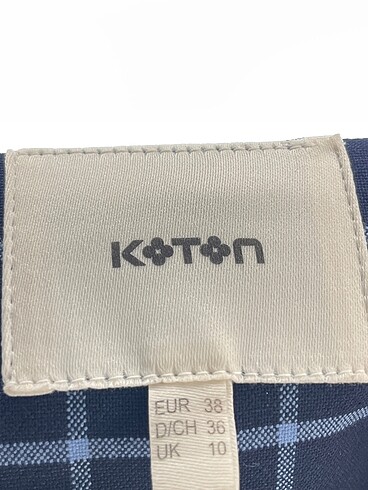 KOTON
EUR 38
D/CH 36
UK 10